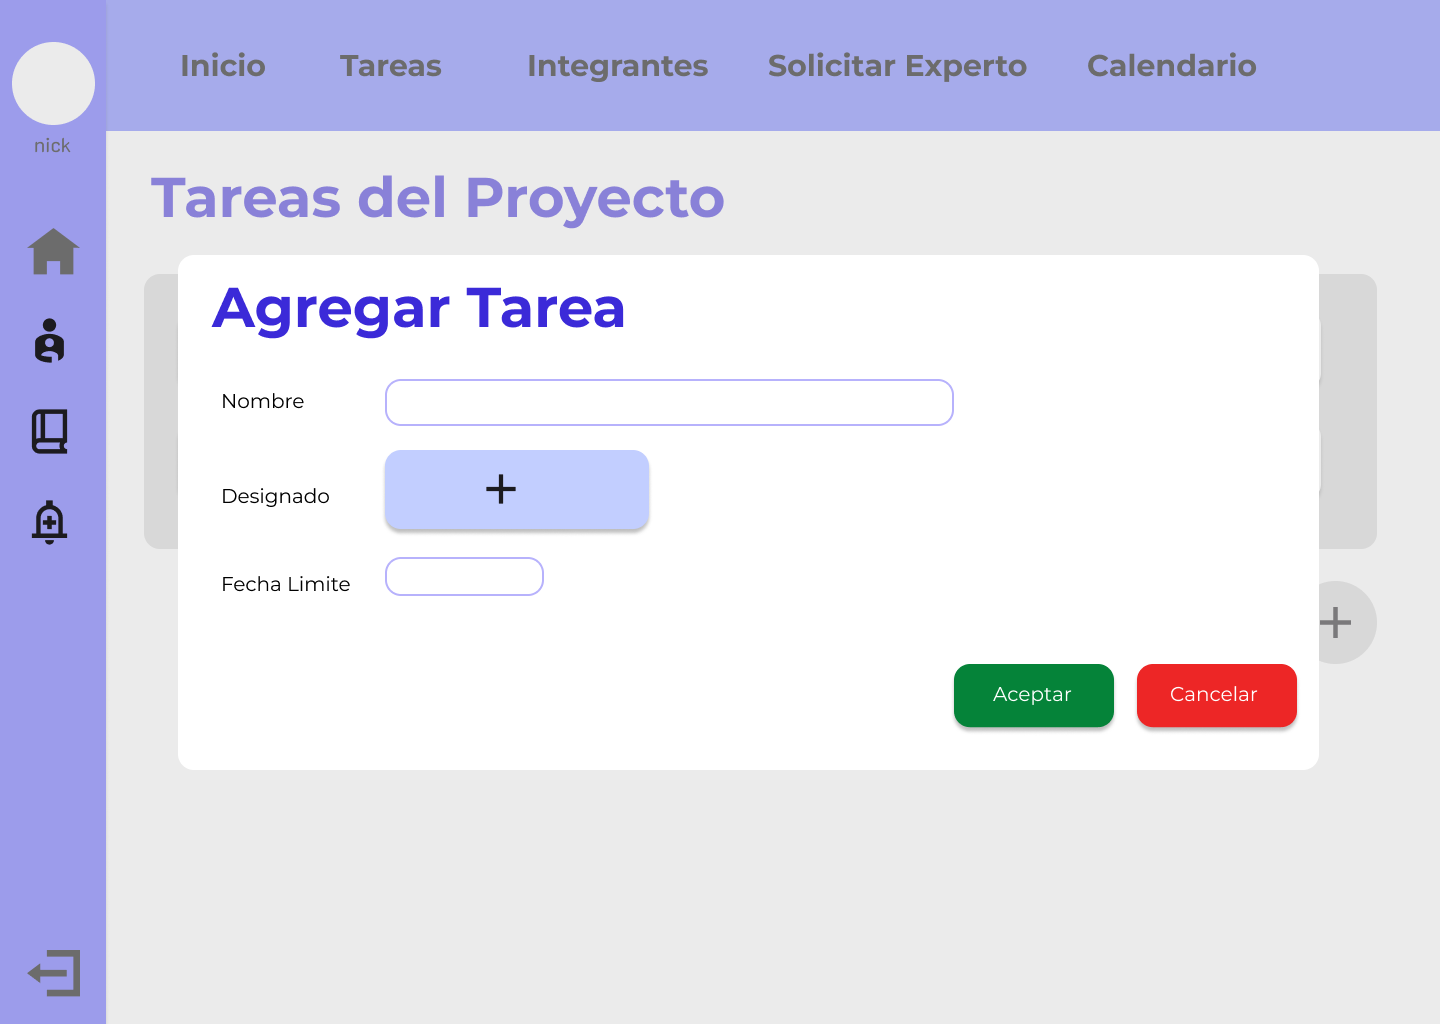 Inicio Tareas Integrantes Solicitar Experto Calendario
nick
Tareas del Proyecto
Agregar Tarea
Nombre
Designado
Fecha Limite
Aceptar Cancelar